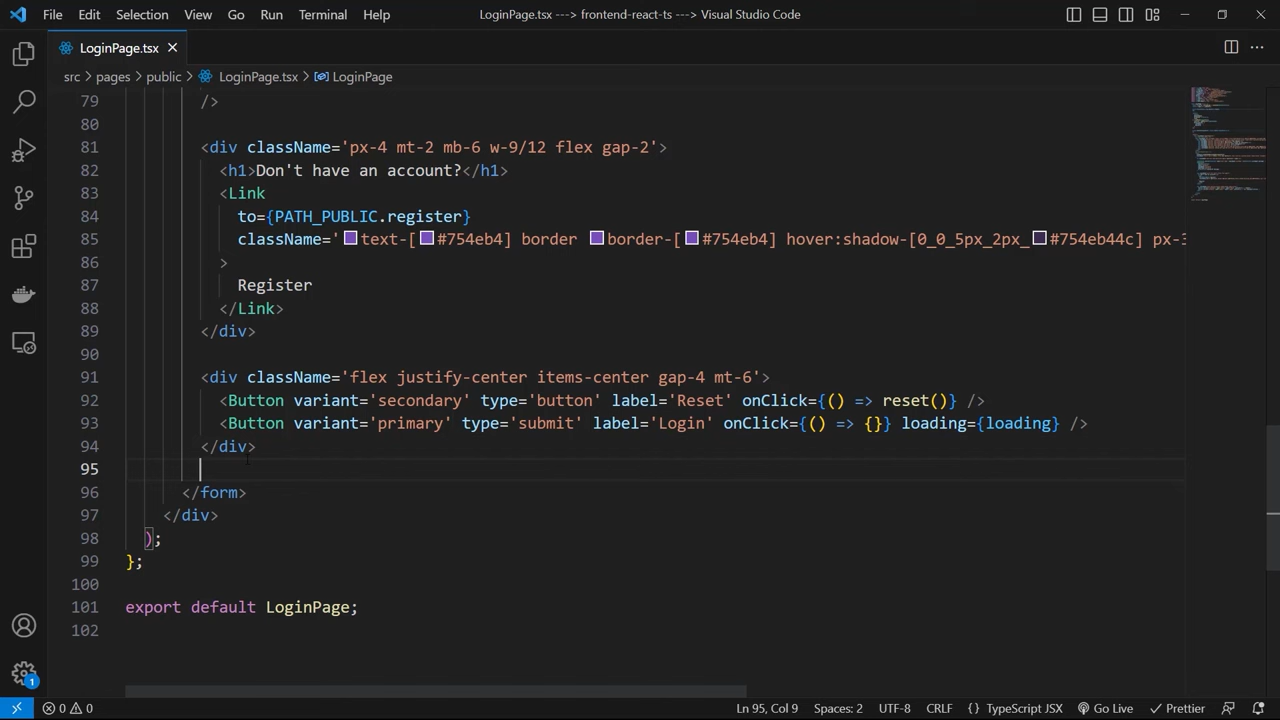 File Edit Selection View Go Run Terminal Help LoginPage.tsx ---> frontend-react-ts ---> Visual Studio Code
LoginPage.tsx
src > pages > public > LoginPage.tsx > LoginPage
79 />
80
81 <div className='px-4 mt-2 mb-6 w-9/12 flex gap-2'>
82 <h1>Don't have an account?</h1>
83 <Link
84 to={PATH_PUBLIC.register}
85 className='text-[#754eb4] border border-[#754eb4] hover:shadow-[0_0_5px_2px_#754eb44c] px-3
86 >
87 Register
88 </Link>
89 </div>
90
91 <div className='flex justify-center items-center gap-4 mt-6'>
92 <Button variant='secondary' type='button' label='Reset' onClick={() => reset()} />
93 <Button variant='primary' type='submit' label='Login' onClick={() => {}} loading={loading} />
94 </div>
95
96 </form>
97 </div>
98 );
99 };
100
101 export default LoginPage;
102
1
0 0 Ln 95, Col 9 Spaces: 2 UTF-8 CRLF {} TypeScript JSX Go Live Prettier